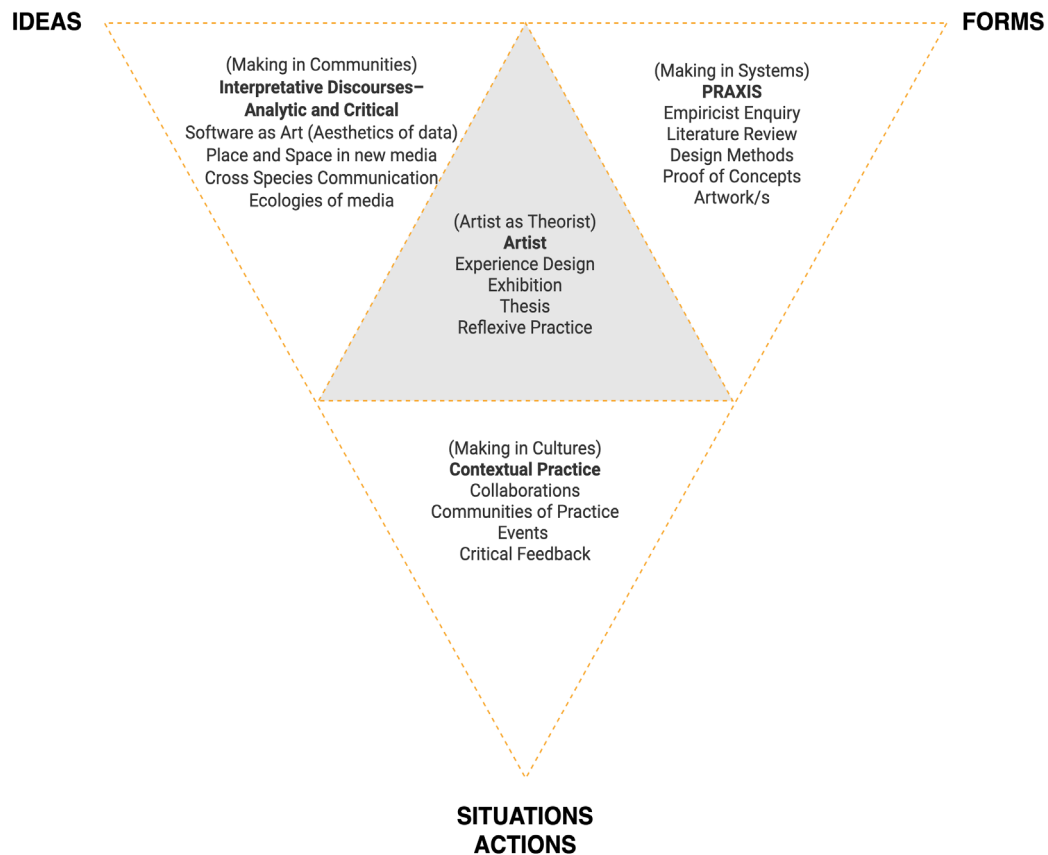 IDEAS
FORMS
(Making in Communities)
Interpretative Discourses–
Analytic and Critical
Software as Art (Aesthetics of data)
Place and Space in new media
Cross Species Communication
Ecologies of media
(Making in Systems)
PRAXIS
Empiricist Enquiry
Literature Review
Design Methods
Proof of Concepts
Artwork/s
(Artist as Theorist)
Artist
Experience Design
Exhibition
Thesis
Reflexive Practice
(Making in Cultures)
Contextual Practice
Collaborations
Communities of Practice
Events
Critical Feedback
SITUATIONS
ACTIONS